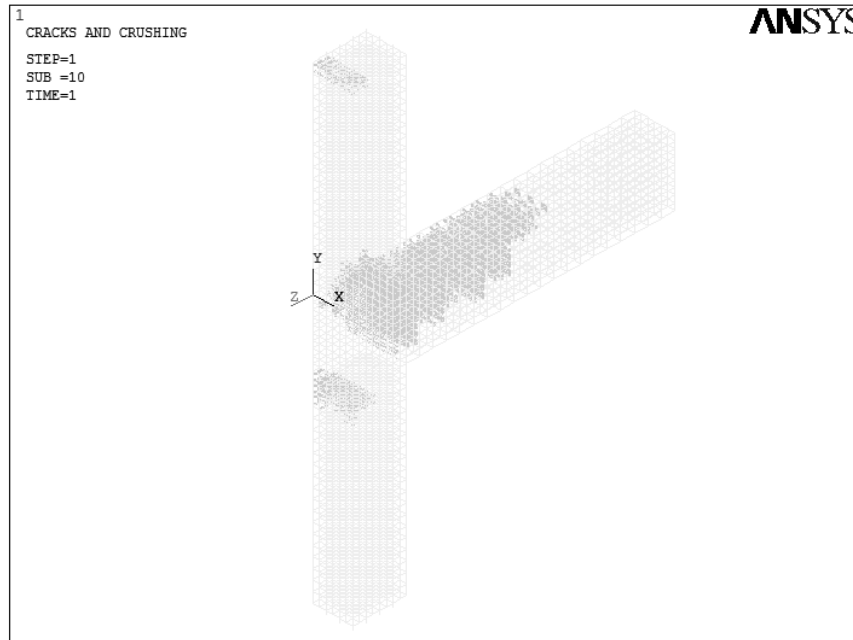 1
CRACKS AND CRUSHING
ANSYS
STEP=1
SUB =10
TIME=1
Y
Z
X